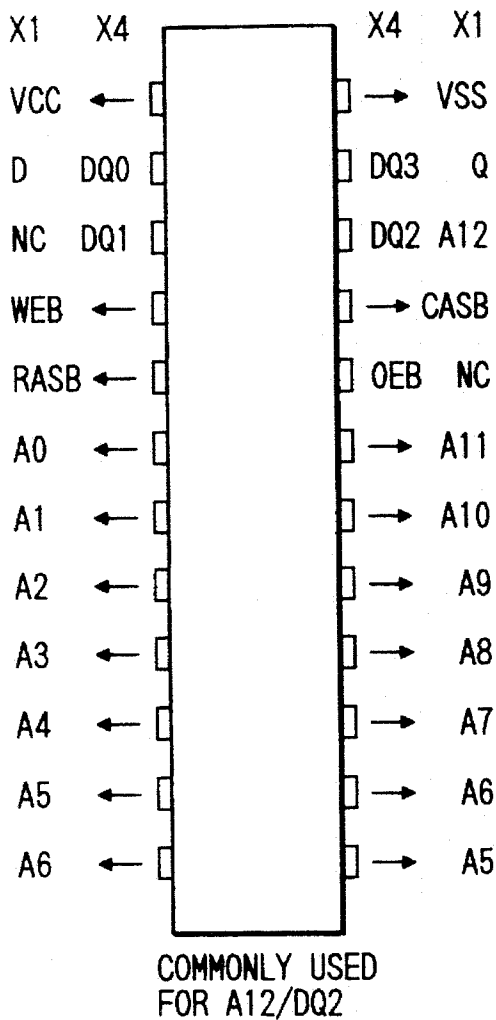 X1 X4 X4 X1
VCC VSS
D DQ0 DQ3 Q
NC DQ1 DQ2 A12
WEB CASB
RASB OEB NC
A0 A11
A1 A10
A2 A9
A3 A8
A4 A7
A5 A6
A6 A5
COMMONLY USED
FOR A12/DQ2